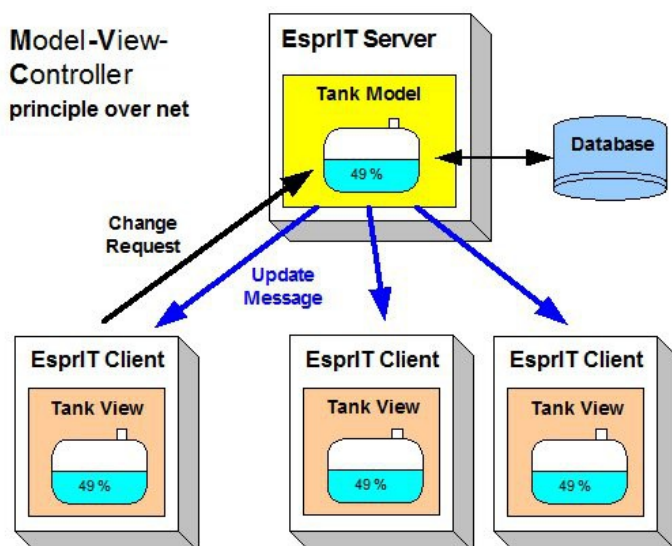 Model-View-
Controller
principle over net
EsprIT Server
Tank Model
49 %
Database
Change
Request
Update
Message
EsprIT Client
Tank View
49 %
EsprIT Client
Tank View
49 %
EsprIT Client
Tank View
49 %